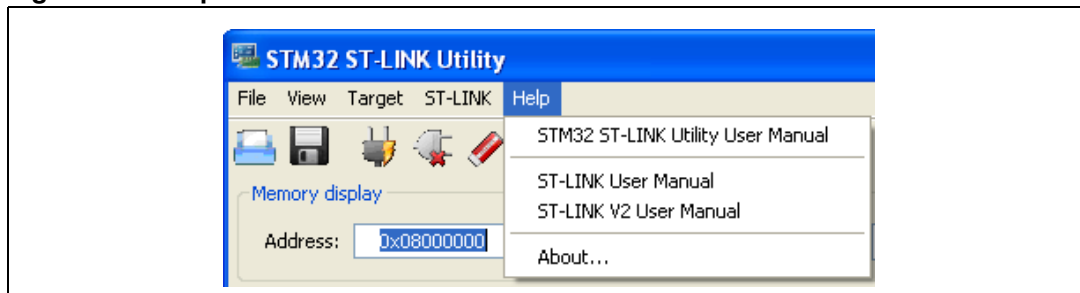 STM32 ST-LINK Utility
File View Target ST-LINK Help
STM32 ST-LINK Utility User Manual
ST-LINK User Manual
ST-LINK V2 User Manual
About...
Memory display
Address: 0x08000000